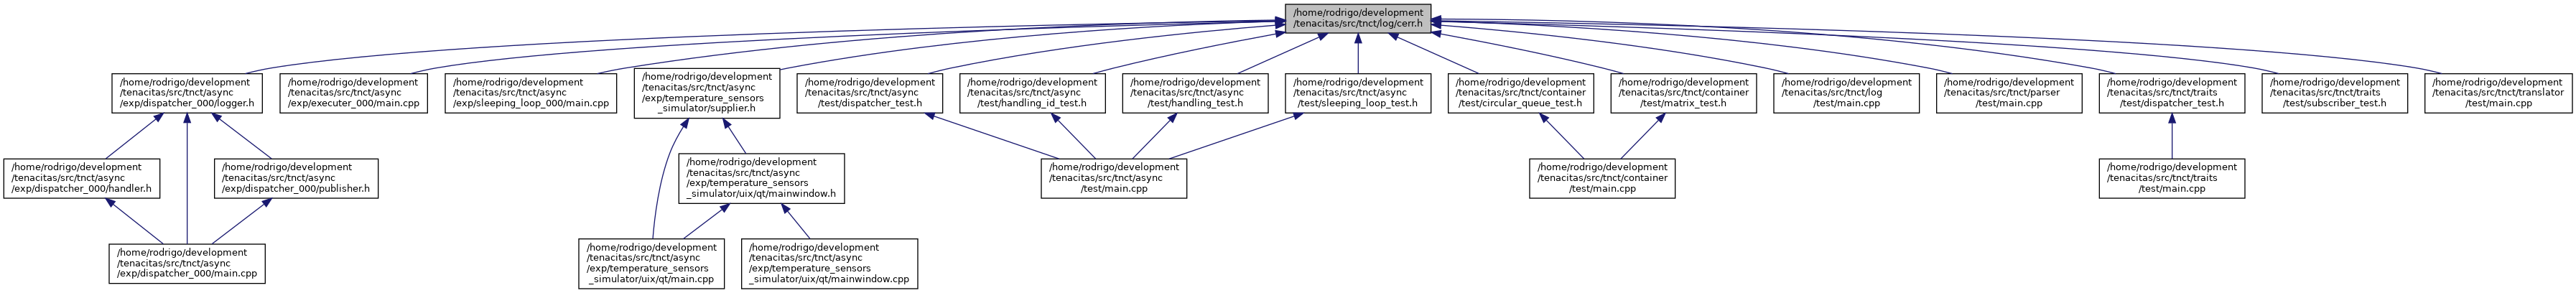 /home/rodrigo/development
/tenacitas/src/tnct/log/cerr.h
/home/rodrigo/development
/tenacitas/src/tnct/async
/exp/dispatcher_000/logger.h
/home/rodrigo/development
/tenacitas/src/tnct/async
/exp/executer_000/main.cpp
/home/rodrigo/development
/tenacitas/src/tnct/async
/exp/sleeping_loop_000/main.cpp
/home/rodrigo/development
/tenacitas/src/tnct/async
/exp/temperature_sensors
_simulator/supplier.h
/home/rodrigo/development
/tenacitas/src/tnct/async
/test/dispatcher_test.h
/home/rodrigo/development
/tenacitas/src/tnct/async
/test/handling_id_test.h
/home/rodrigo/development
/tenacitas/src/tnct/async
/test/handling_test.h
/home/rodrigo/development
/tenacitas/src/tnct/async
/test/sleeping_loop_test.h
/home/rodrigo/development
/tenacitas/src/tnct/container
/test/circular_queue_test.h
/home/rodrigo/development
/tenacitas/src/tnct/container
/test/matrix_test.h
/home/rodrigo/development
/tenacitas/src/tnct/log
/test/main.cpp
/home/rodrigo/development
/tenacitas/src/tnct/parser
/test/main.cpp
/home/rodrigo/development
/tenacitas/src/tnct/traits
/test/dispatcher_test.h
/home/rodrigo/development
/tenacitas/src/tnct/traits
/test/subscriber_test.h
/home/rodrigo/development
/tenacitas/src/tnct/translator
/test/main.cpp
/home/rodrigo/development
/tenacitas/src/tnct/async
/exp/dispatcher_000/handler.h
/home/rodrigo/development
/tenacitas/src/tnct/async
/exp/dispatcher_000/publisher.h
/home/rodrigo/development
/tenacitas/src/tnct/async
/exp/temperature_sensors
_simulator/uix/qt/mainwindow.h
/home/rodrigo/development
/tenacitas/src/tnct/async
/test/main.cpp
/home/rodrigo/development
/tenacitas/src/tnct/container
/test/main.cpp
/home/rodrigo/development
/tenacitas/src/tnct/traits
/test/main.cpp
/home/rodrigo/development
/tenacitas/src/tnct/async
/exp/dispatcher_000/main.cpp
/home/rodrigo/development
/tenacitas/src/tnct/async
/exp/temperature_sensors
_simulator/uix/qt/main.cpp
/home/rodrigo/development
/tenacitas/src/tnct/async
/exp/temperature_sensors
_simulator/uix/qt/mainwindow.cpp